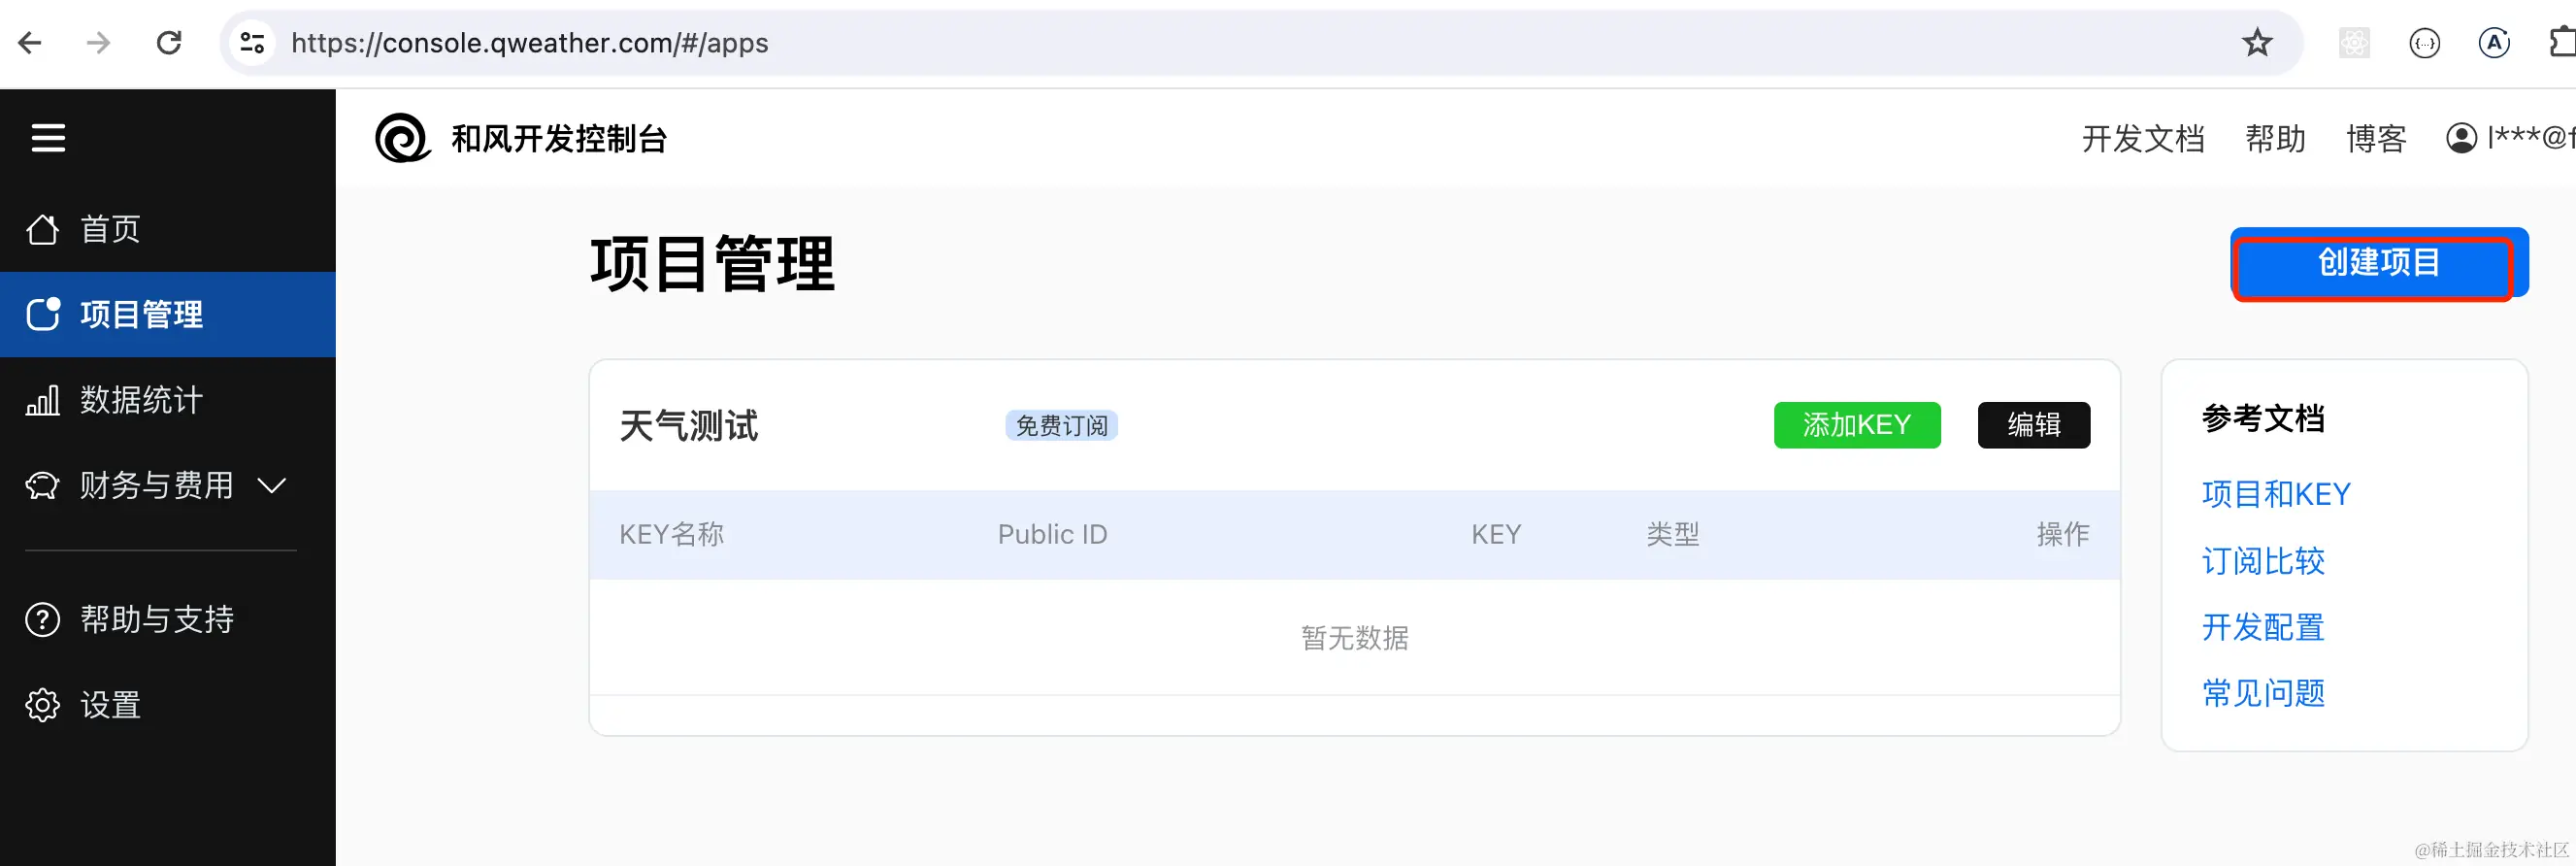 https://console.qweather.com/#/apps
和风开发控制台
开发文档 帮助 博客 l***@f
首页
项目管理
数据统计
财务与费用
帮助与支持
设置
项目管理
创建项目
天气测试 免费订阅 添加KEY 编辑
KEY名称 Public ID KEY 类型 操作
暂无数据
参考文档
项目和KEY
订阅比较
开发配置
常见问题
@稀土掘金技术社区